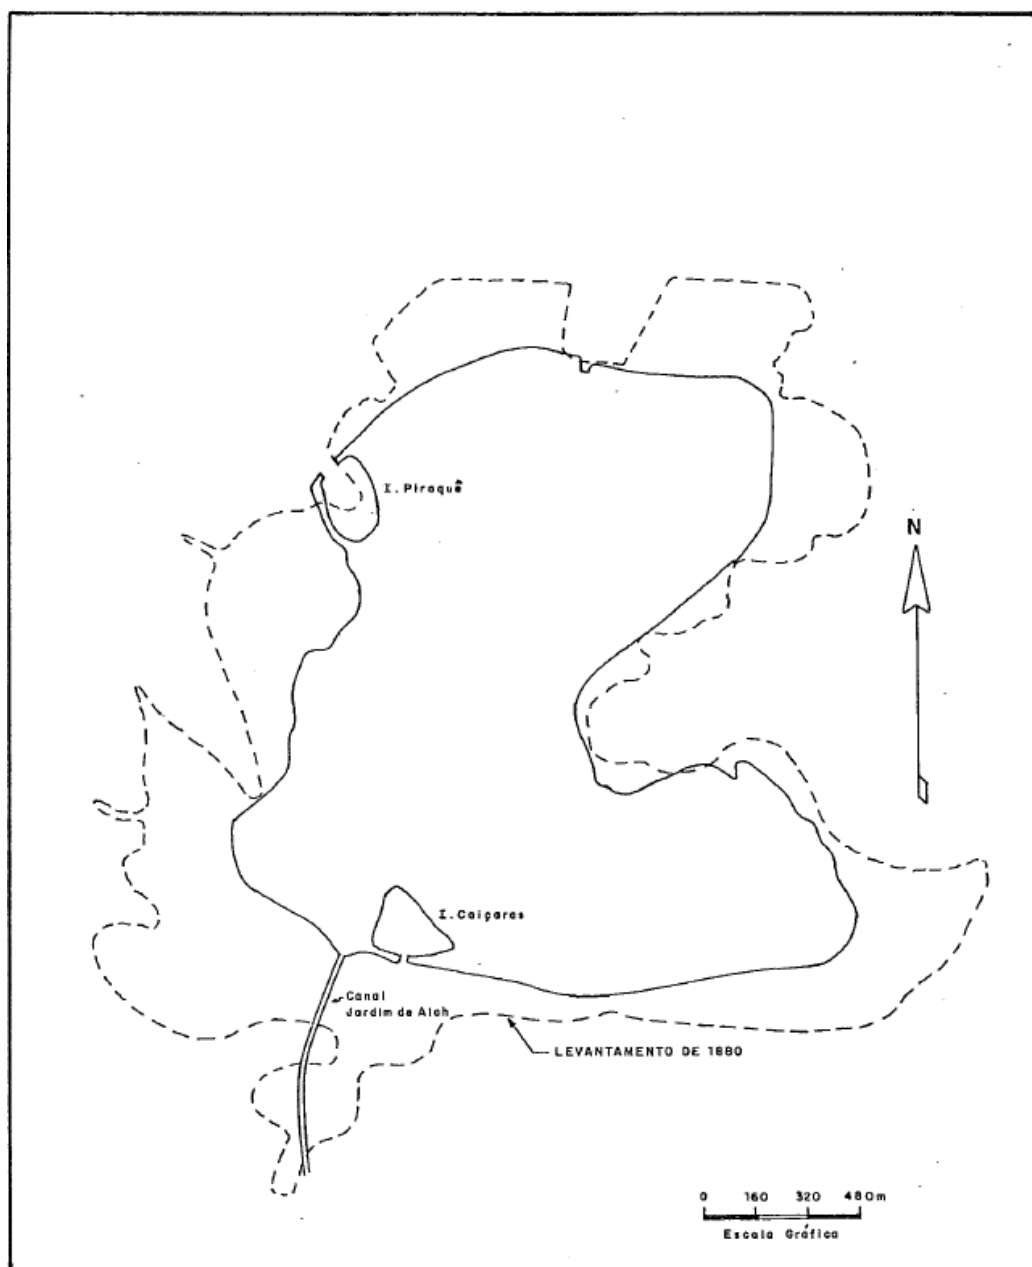 I. Piraquê
N
I. Caiçaras
Canal
Jardim de Alah
LEVANTAMENTO DE 1880
0 160 320 480m
Escala Gráfica